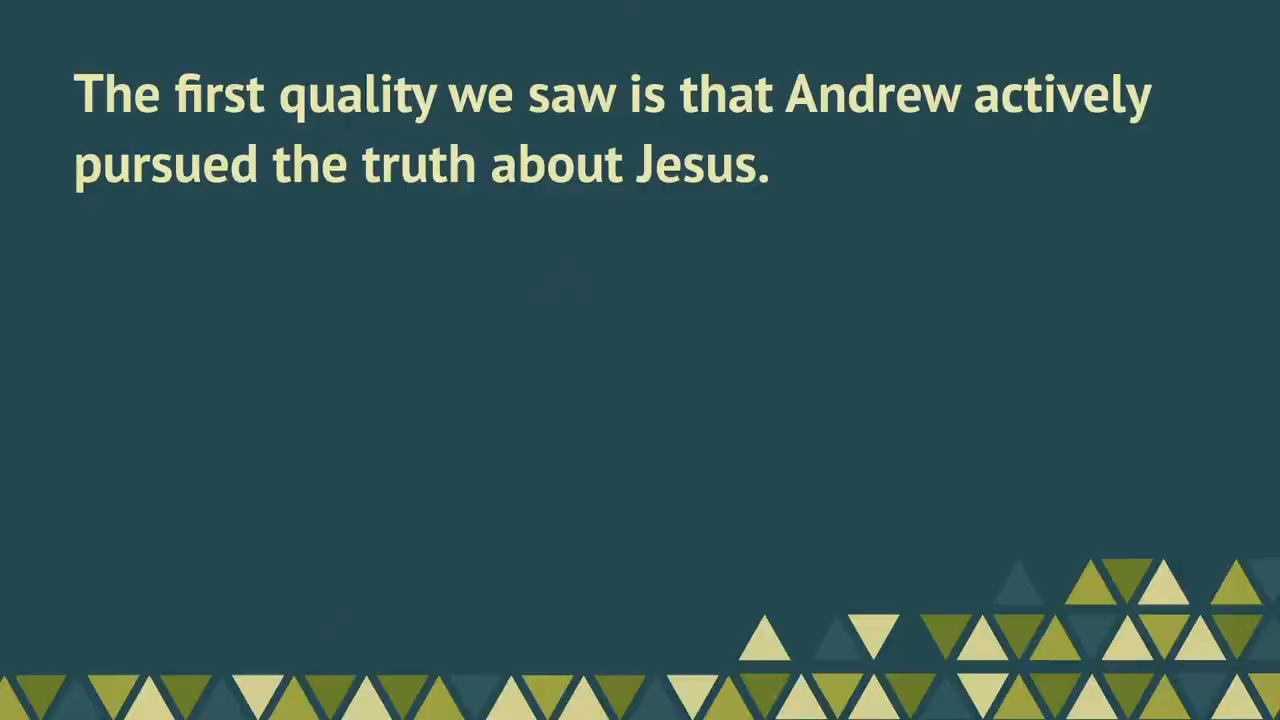 The first quality we saw is that Andrew actively
pursued the truth about Jesus.